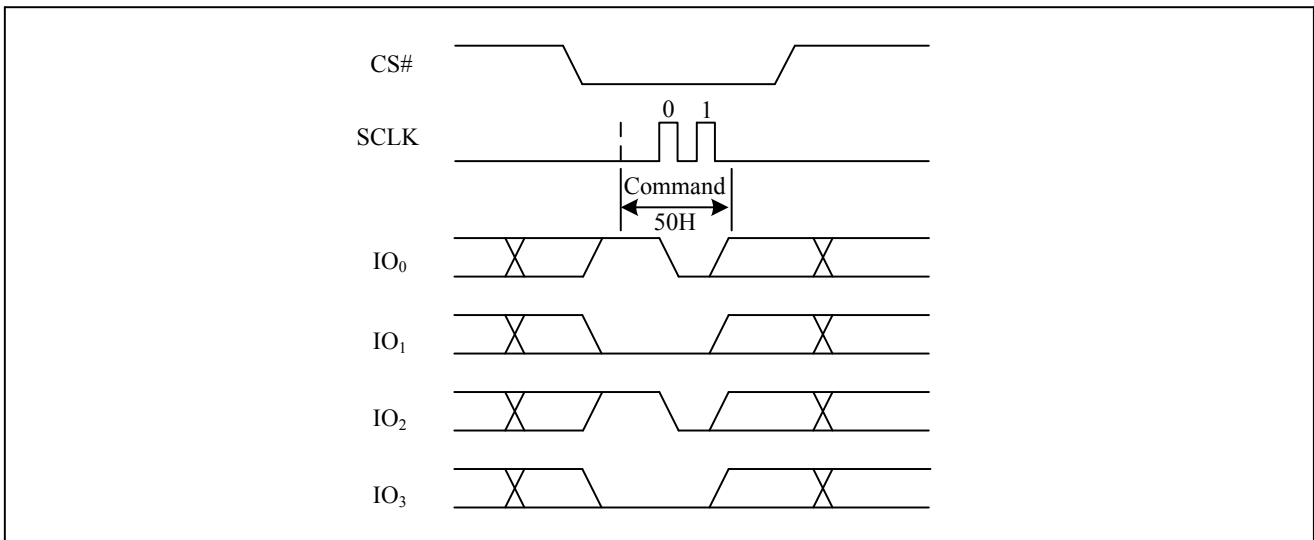 CS#
0 1
SCLK
Command
50H
IO₀
IO₁
IO₂
IO₃